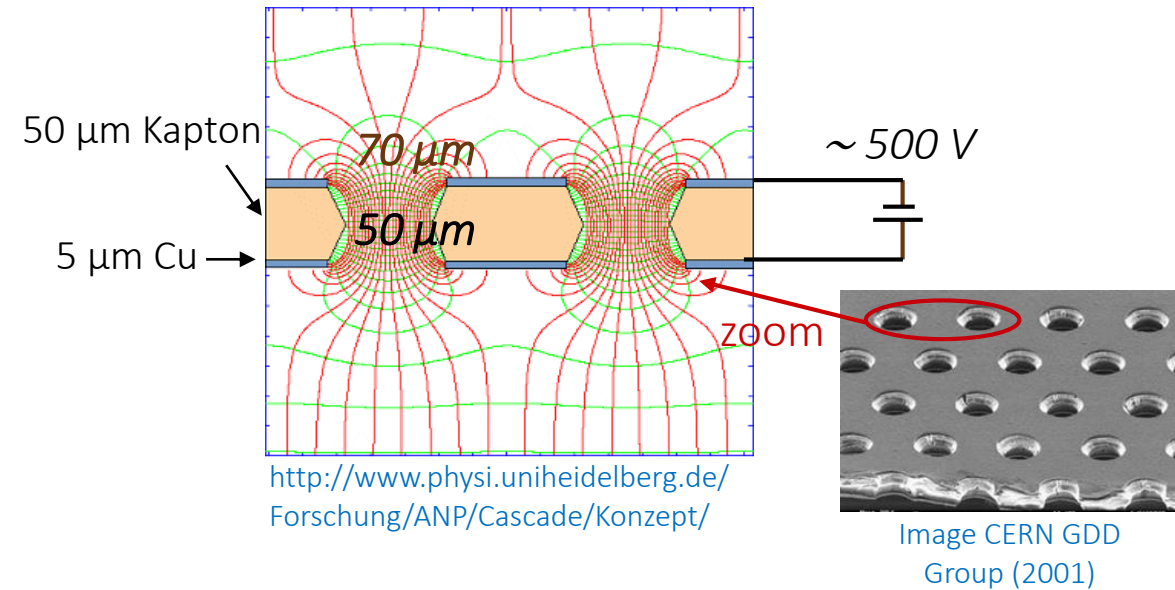 70 µm
50 µm Kapton
~ 500 V
50 µm
5 µm Cu
zoom
http://www.physi.uniheidelberg.de/
Forschung/ANP/Cascade/Konzept/
Image CERN GDD
Group (2001)